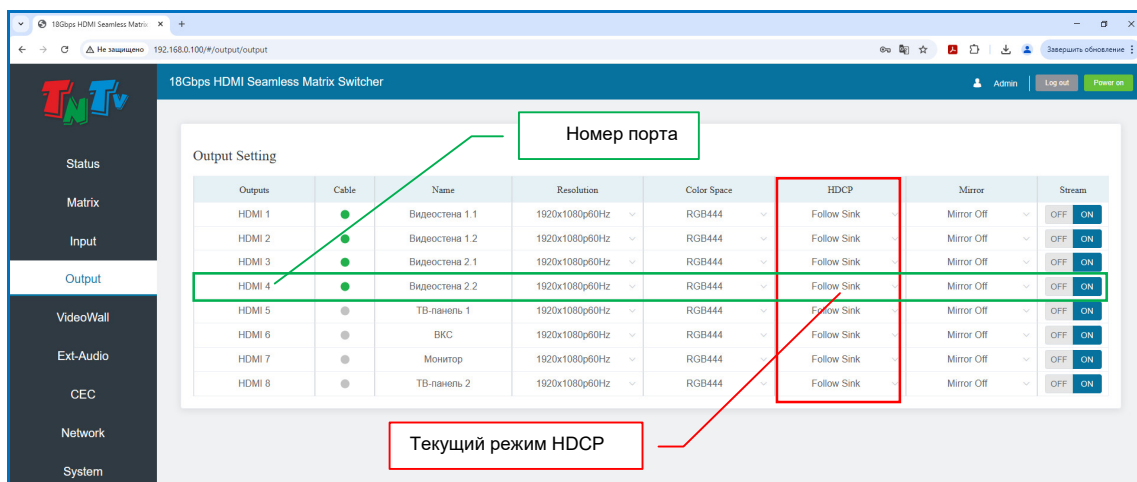 18Gbps HDMI Seamless Matri
Не защищено 192.168.0.100/#/output/output Завершить обновление
TNTv
18Gbps HDMI Seamless Matrix Switcher Admin Log out Power on
Номер порта
Output Setting
Status
Matrix
Input
Output
VideoWall
Ext-Audio
CEC
Network
System
Outputs Cable Name Resolution Color Space HDCP Mirror Stream
HDMI 1 Видеостена 1.1 1920x1080p60Hz RGB444 Follow Sink Mirror Off OFF ON
HDMI 2 Видеостена 1.2 1920x1080p60Hz RGB444 Follow Sink Mirror Off OFF ON
HDMI 3 Видеостена 2.1 1920x1080p60Hz RGB444 Follow Sink Mirror Off OFF ON
HDMI 4 Видеостена 2.2 1920x1080p60Hz RGB444 Follow Sink Mirror Off OFF ON
HDMI 5 ТВ-панель 1 1920x1080p60Hz RGB444 Follow Sink Mirror Off OFF ON
HDMI 6 ВКС 1920x1080p60Hz RGB444 Follow Sink Mirror Off OFF ON
HDMI 7 Монитор 1920x1080p60Hz RGB444 Follow Sink Mirror Off OFF ON
HDMI 8 ТВ-панель 2 1920x1080p60Hz RGB444 Follow Sink Mirror Off OFF ON
Текущий режим HDCP